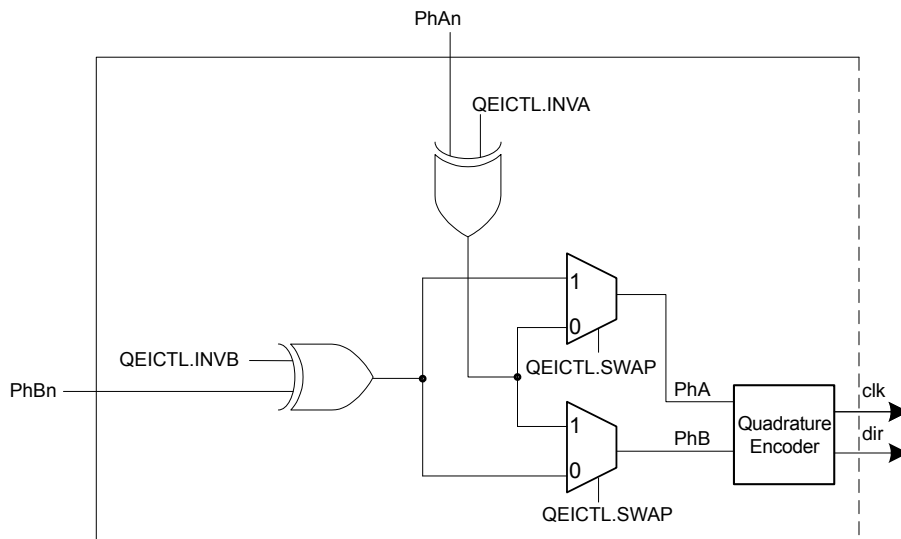 PhAn
QEICTL.INVA
1
0
QEICTL.INVB
QEICTL.SWAP
PhBn
PhA
clk
Quadrature
Encoder
dir
1
PhB
0
QEICTL.SWAP